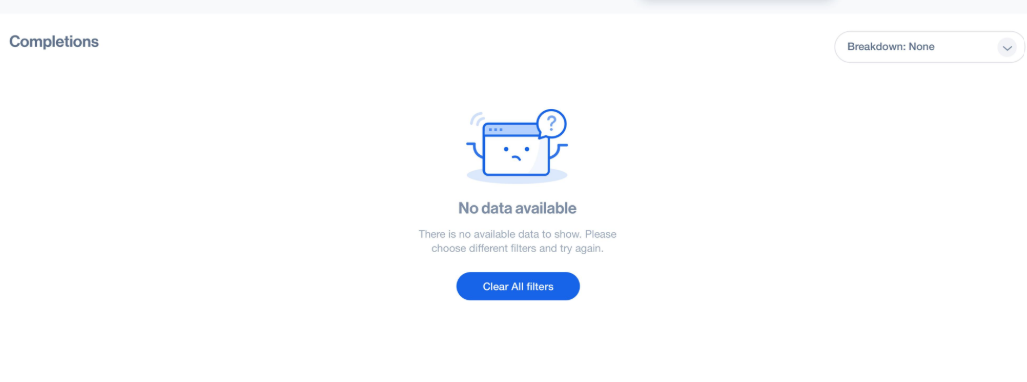 Completions
Breakdown: None
?
No data available
There is no available data to show. Please
choose different filters and try again.
Clear All filters